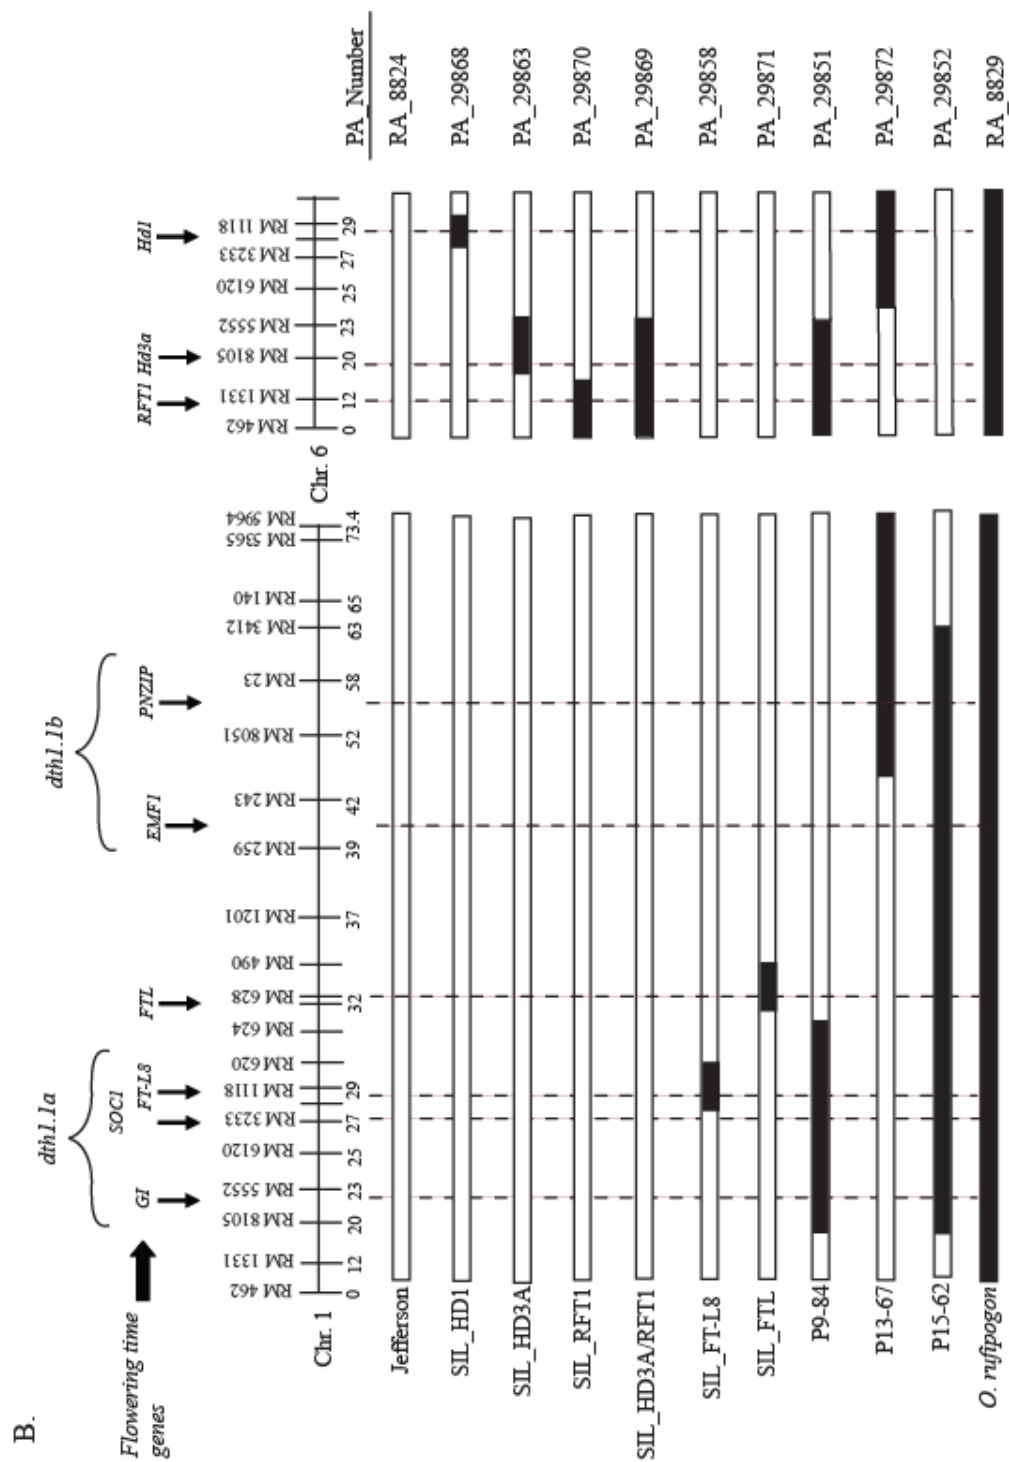 B.
Flowering time
genes
dth1.1a
dth1.1b
GI
SOC1
FT-L8
FTL
EMF1
PNZIP
RFT1
Hd3a
Hd1
RM 462
RM 1331
RM 8105
RM 5552
RM 6120
RM 3233
RM 1118
RM 620
RM 624
RM 628
RM 490
RM 1201
RM 259
RM 243
RM 8051
RM 23
RM 3412
RM 140
RM 5365
RM 5964
RM 462
RM 1331
RM 8105
RM 5552
RM 6120
RM 3233
RM 1118
Chr. 1
Chr. 6
0 12 20 23 25 27 29 32 37 39 42 52 58 63 65 73.4
0 12 20 23 25 27 29
PA_Number
Jefferson RA_8824
SIL_HD1 PA_29868
SIL_HD3A PA_29863
SIL_RFT1 PA_29870
SIL_HD3A/RFT1 PA_29869
SIL_FT-L8 PA_29858
SIL_FTL PA_29871
P9-84 PA_29851
P13-67 PA_29872
P15-62 PA_29852
O. rufipogon RA_8829